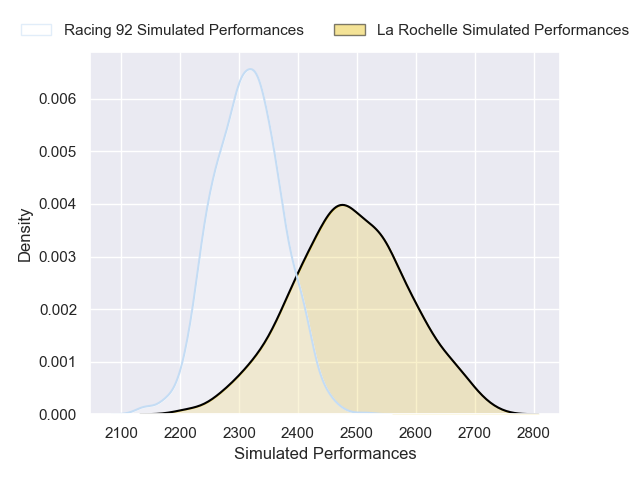 Racing 92 Simulated Performances La Rochelle Simulated Performances
0.006
0.005
0.004
0.003
0.002
0.001
0.000
Density
2100 2200 2300 2400 2500 2600 2700 2800
Simulated Performances